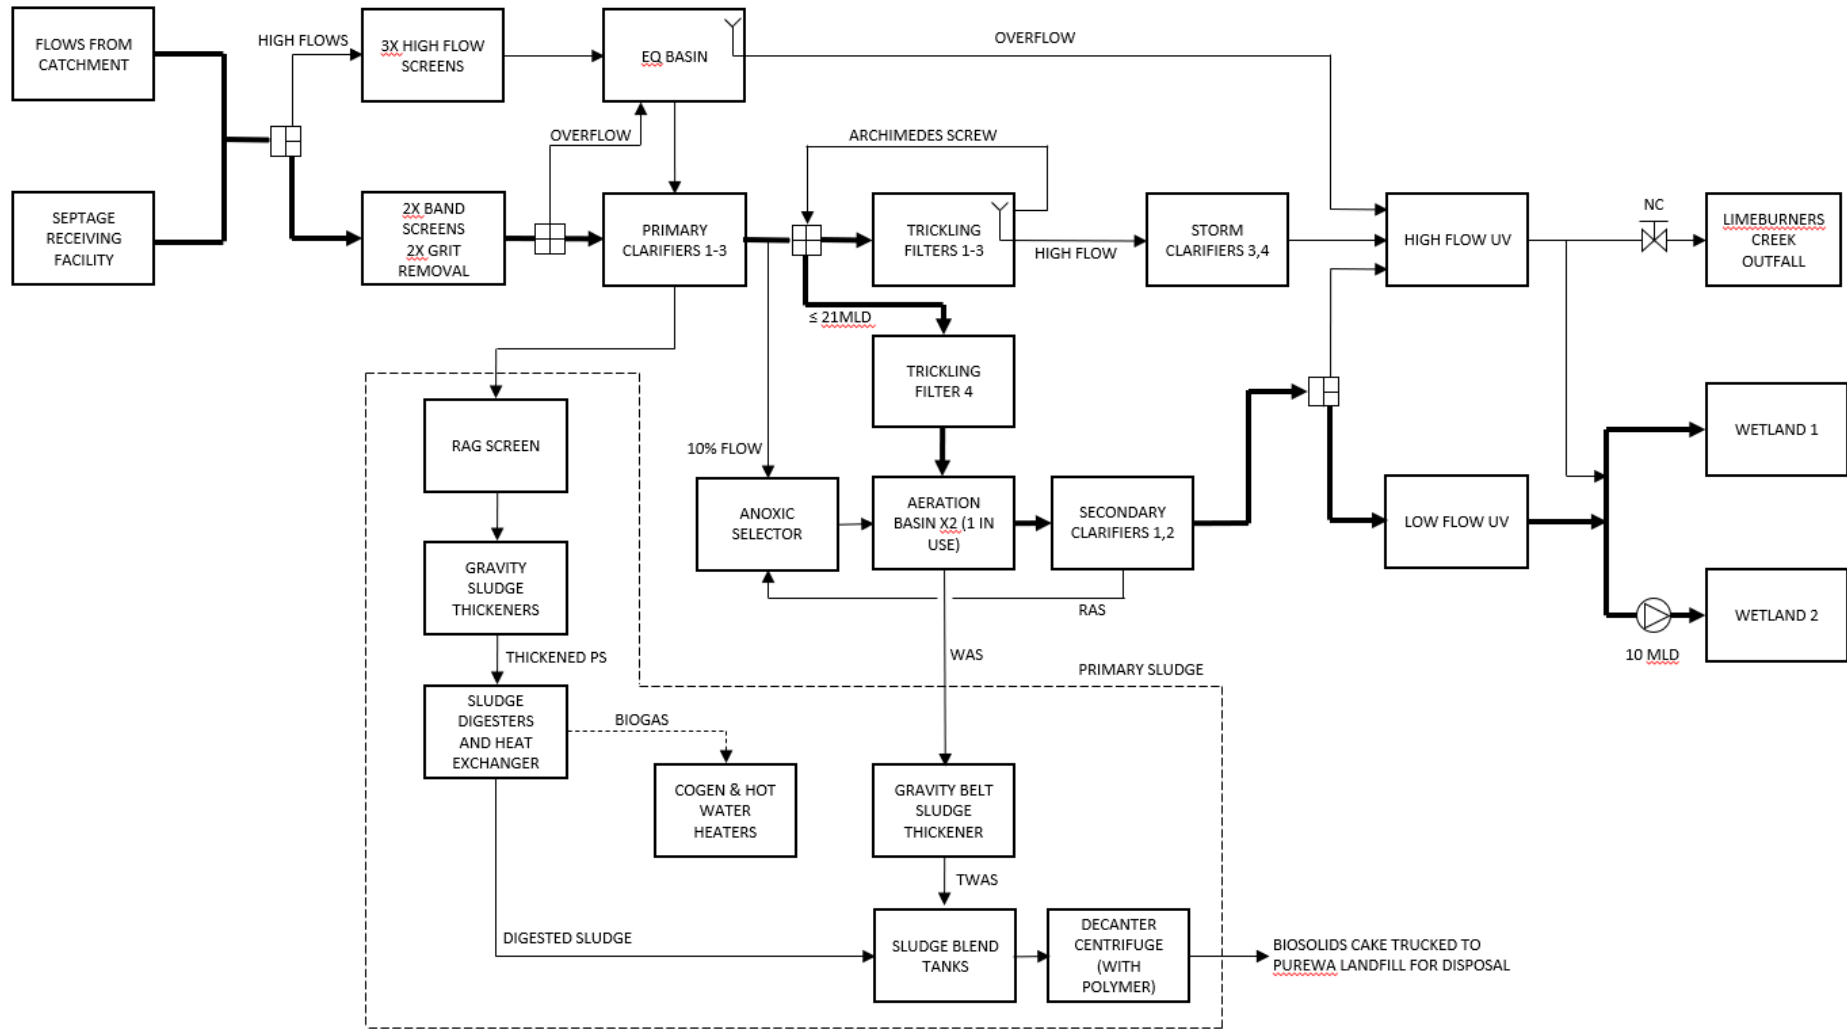 FLOWS FROM
CATCHMENT
HIGH FLOWS
3X HIGH FLOW
SCREENS
EQ BASIN
OVERFLOW
OVERFLOW
ARCHIMEDES SCREW
SEPTAGE
RECEIVING
FACILITY
2X BAND
SCREENS
2X GRIT
REMOVAL
PRIMARY
CLARIFIERS 1-3
TRICKLING
FILTERS 1-3
HIGH FLOW
STORM
CLARIFIERS 3,4
HIGH FLOW UV
NC
LIMEBURNERS
CREEK
OUTFALL
≤ 21MLD
TRICKLING
FILTER 4
RAG SCREEN
10% FLOW
ANOXIC
SELECTOR
AERATION
BASIN X2 (1 IN
USE)
SECONDARY
CLARIFIERS 1,2
LOW FLOW UV
WETLAND 1
WETLAND 2
10 MLD
RAS
GRAVITY
SLUDGE
THICKENERS
THICKENED PS
WAS
PRIMARY SLUDGE
SLUDGE
DIGESTERS
AND HEAT
EXCHANGER
BIOGAS
COGEN & HOT
WATER
HEATERS
GRAVITY BELT
SLUDGE
THICKENER
TWAS
DIGESTED SLUDGE
SLUDGE BLEND
TANKS
DECANTER
CENTRIFUGE
(WITH
POLYMER)
BIOSOLIDS CAKE TRUCKED TO
PUREWA LANDFILL FOR DISPOSAL